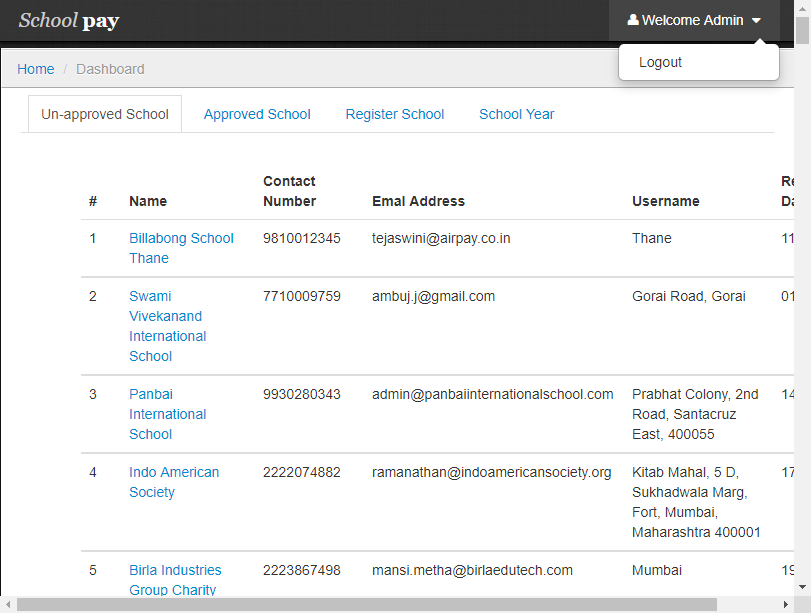 School pay
Welcome Admin
Logout
Home / Dashboard
Un-approved School Approved School Register School School Year
# Name Contact Number Emal Address Username Re Da
1 Billabong School Thane 9810012345 tejaswini@airpay.co.in Thane 11
2 Swami Vivekanand International School 7710009759 ambuj.j@gmail.com Gorai Road, Gorai 01
3 Panbai International School 9930280343 admin@panbaiinternationalschool.com Prabhat Colony, 2nd Road, Santacruz East, 400055 14
4 Indo American Society 2222074882 ramanathan@indoamericansociety.org Kitab Mahal, 5 D, Sukhadwala Marg, Fort, Mumbai, Maharashtra 400001 17
5 Birla Industries Group Charity 2223867498 mansi.metha@birlaedutech.com Mumbai 19